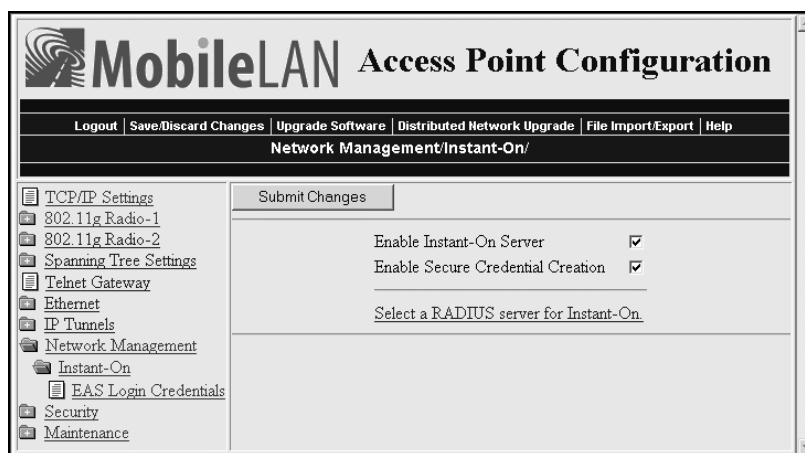 MobileLAN Access Point Configuration
Logout | Save/Discard Changes | Upgrade Software | Distributed Network Upgrade | File Import/Export | Help
Network Management/Instant-On/
TCP/IP Settings
802.11g Radio-1
802.11g Radio-2
Spanning Tree Settings
Telnet Gateway
Ethernet
IP Tunnels
Network Management
Instant-On
EAS Login Credentials
Security
Maintenance
Submit Changes
Enable Instant-On Server
Enable Secure Credential Creation
Select a RADIUS server for Instant-On.